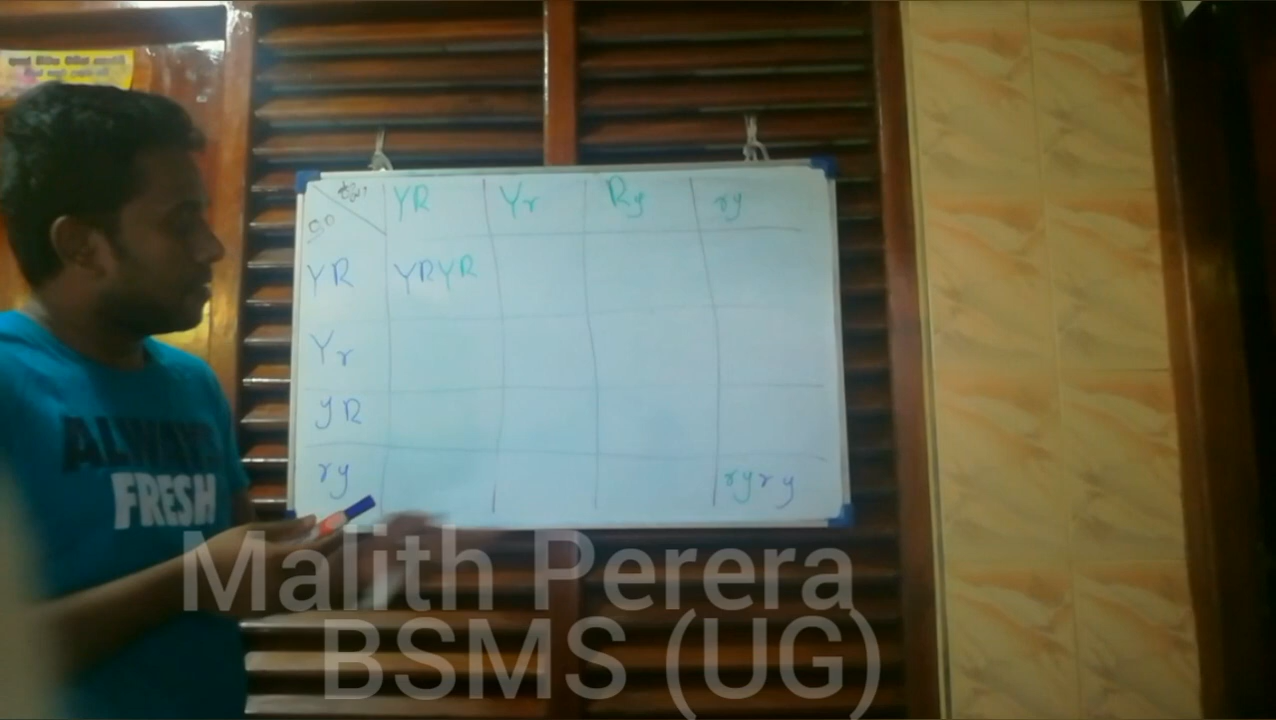 YR Yr Ry ry
YR YRYR
Yr
yR
ry ryry
ALWAYS
FRESH
Malith Perera
BSMS (UG)